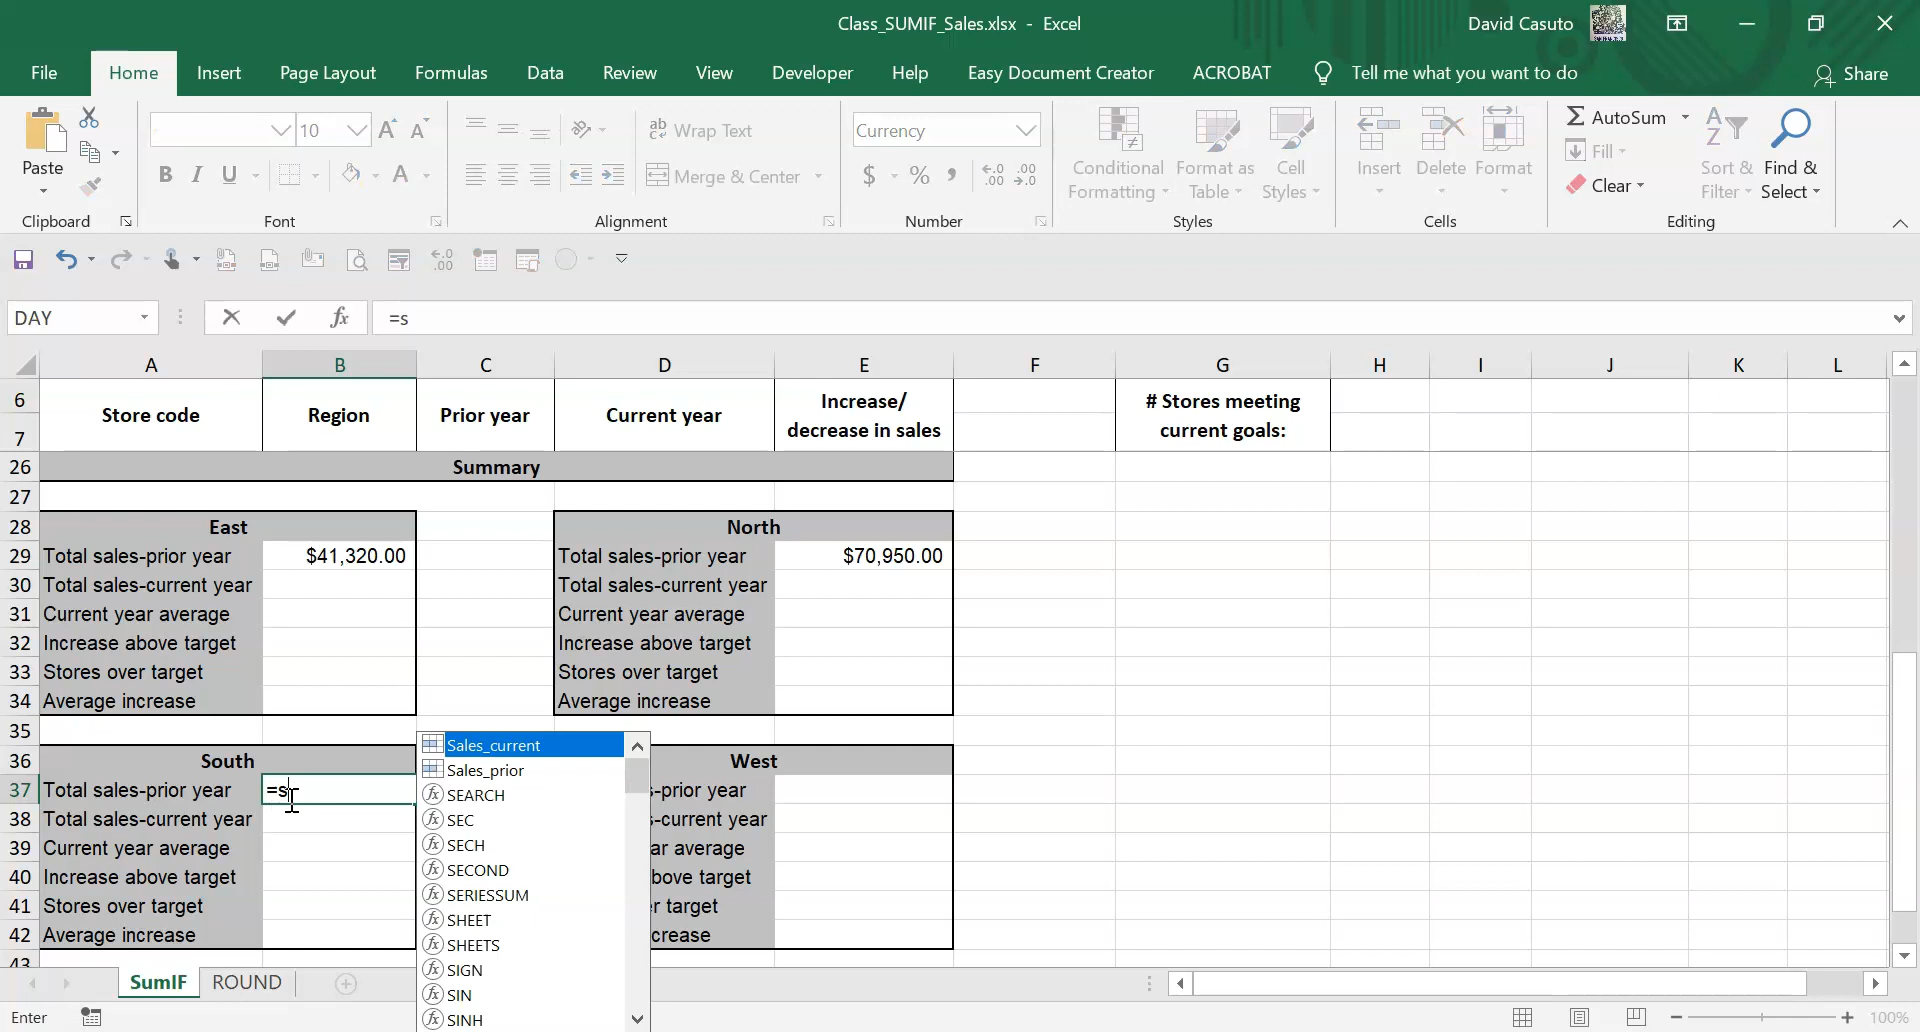 Class_SUMIF_Sales.xlsx - Excel
David Casuto
File Home Insert Page Layout Formulas Data Review View Developer Help Easy Document Creator ACROBAT Tell me what you want to do Share
Paste
Clipboard
10
B I U A
Font
ab Wrap Text
Merge & Center
Alignment
Currency
$ % ,
Number
Conditional Formatting
Format as Table
Cell Styles
Styles
Insert Delete Format
Cells
AutoSum
Fill
Clear
Sort & Filter
Find & Select
Editing
DAY
fx
=s
A B C D E F G H I J K L
6
7
Store code
Region
Prior year
Current year
Increase/
decrease in sales
# Stores meeting
current goals:
26 Summary
27
28 East North
29 Total sales-prior year $41,320.00 Total sales-prior year $70,950.00
30 Total sales-current year Total sales-current year
31 Current year average Current year average
32 Increase above target Increase above target
33 Stores over target Stores over target
34 Average increase Average increase
35
36 South West
37 Total sales-prior year =s s-prior year
38 Total sales-current year s-current year
39 Current year average ar average
40 Increase above target bove target
41 Stores over target r target
42 Average increase crease
43
Sales_current
Sales_prior
SEARCH
SEC
SECH
SECOND
SERIESSUM
SHEET
SHEETS
SIGN
SIN
SINH
SumIF ROUND
Enter
100%